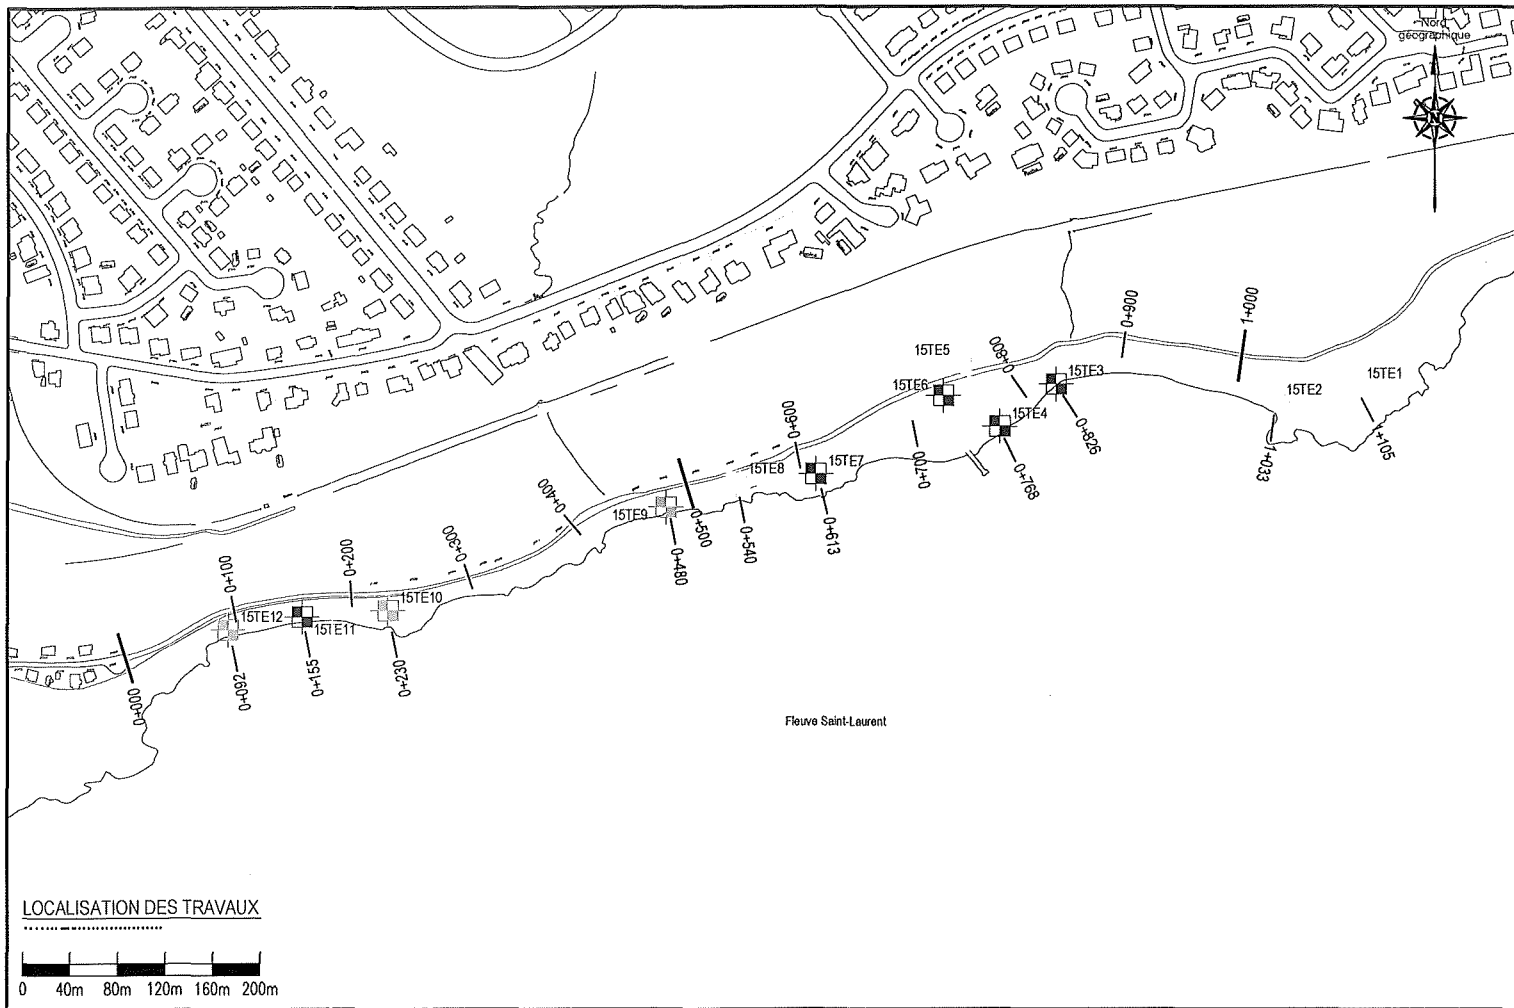 Nord
géographique
N
1+000
0+900
15TE5
0+800
15TE3
15TE1
15TE6
15TE2
15TE4
0+600
0+826
1+105
1+033
15TE8
15TE7
0+700
0+768
0+400
15TE9
0+500
0+540
0+613
0+480
0+300
0+200
0+100
15TE10
15TE12
15TE11
0+000
0+092
0+155
0+230
Fleuve Saint-Laurent
LOCALISATION DES TRAVAUX
0 40m 80m 120m 160m 200m